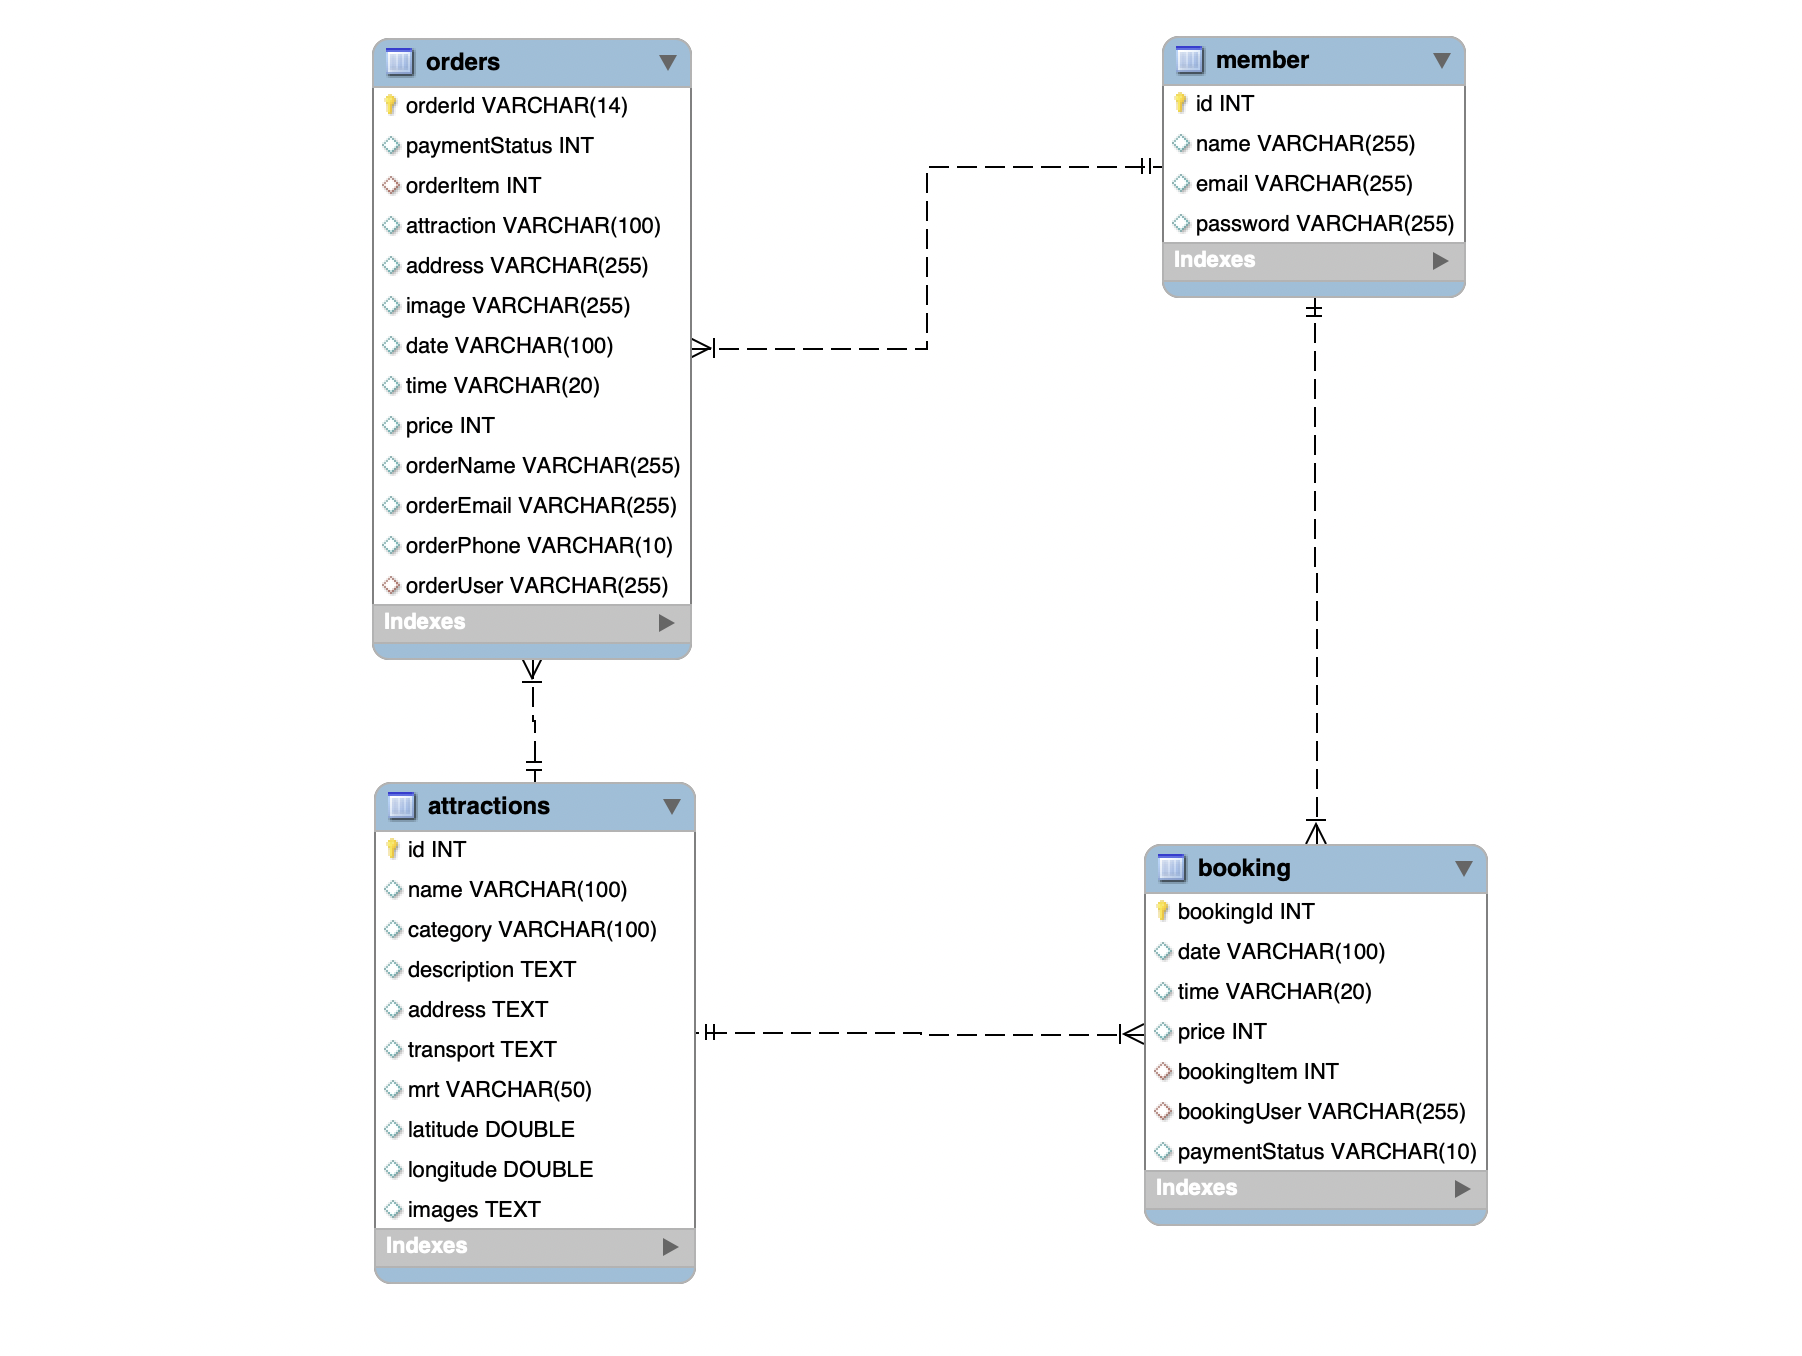 orders
orderId VARCHAR(14)
paymentStatus INT
orderItem INT
attraction VARCHAR(100)
address VARCHAR(255)
image VARCHAR(255)
date VARCHAR(100)
time VARCHAR(20)
price INT
orderName VARCHAR(255)
orderEmail VARCHAR(255)
orderPhone VARCHAR(10)
orderUser VARCHAR(255)
Indexes
member
id INT
name VARCHAR(255)
email VARCHAR(255)
password VARCHAR(255)
Indexes
attractions
id INT
name VARCHAR(100)
category VARCHAR(100)
description TEXT
address TEXT
transport TEXT
mrt VARCHAR(50)
latitude DOUBLE
longitude DOUBLE
images TEXT
Indexes
booking
bookingId INT
date VARCHAR(100)
time VARCHAR(20)
price INT
bookingItem INT
bookingUser VARCHAR(255)
paymentStatus VARCHAR(10)
Indexes